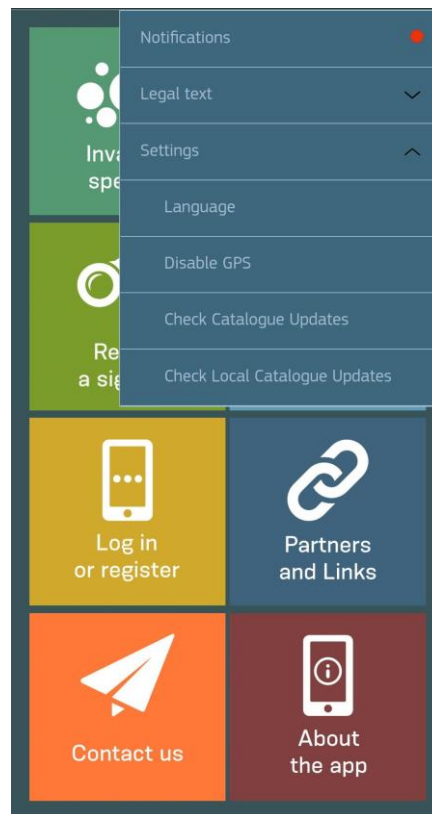 Notifications
Legal text
Settings
Language
Disable GPS
Check Catalogue Updates
Check Local Catalogue Updates
Log in
or register
Partners
and Links
Contact us
About
the app